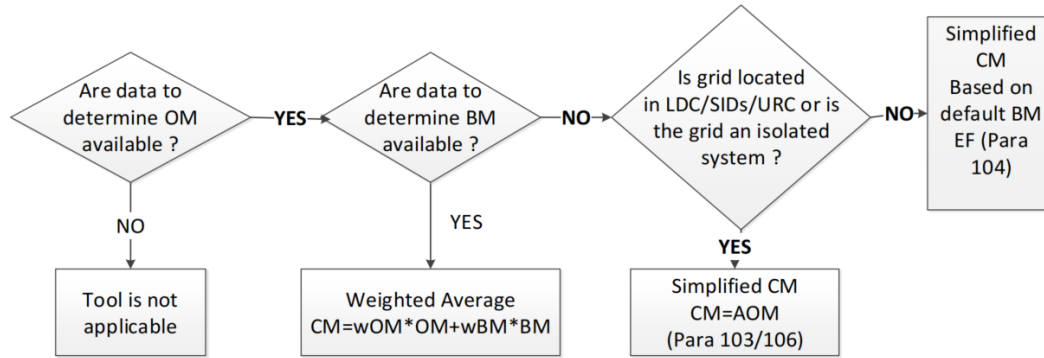 Are data to
determine OM
available ?
YES
Are data to
determine BM
available ?
NO
Is grid located
in LDC/SIDs/URC or is
the grid an isolated
system ?
NO
Simplified
CM
Based on
default BM
EF (Para
104)
NO
YES
YES
Tool is not
applicable
Weighted Average
CM=wOM*OM+wBM*BM
Simplified CM
CM=AOM
(Para 103/106)